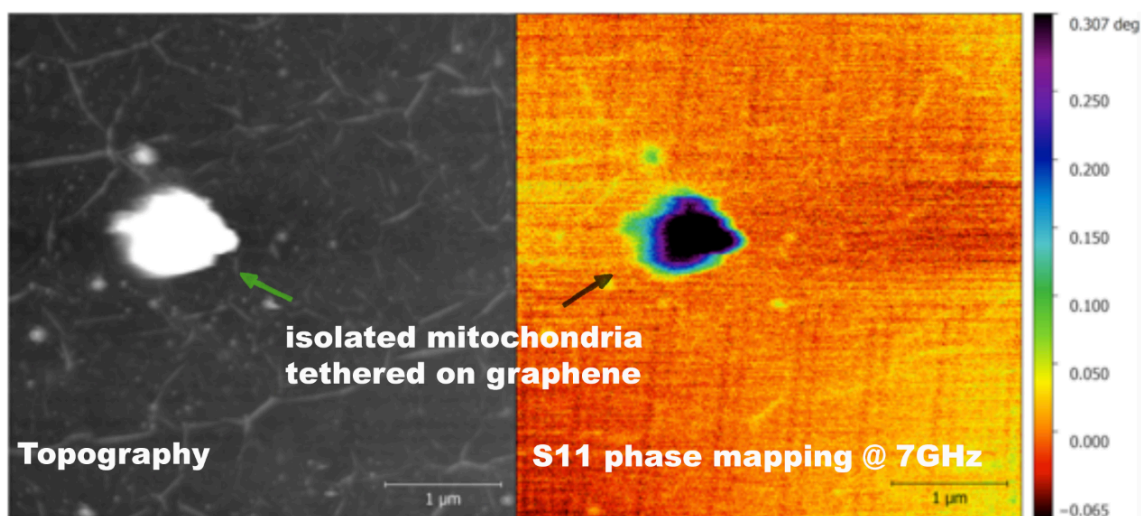 0.307 deg
0.250
0.200
0.150
0.100
0.050
0.000
-0.065
isolated mitochondria
tethered on graphene
Topography
S11 phase mapping @ 7GHz
1 µm
1 µm